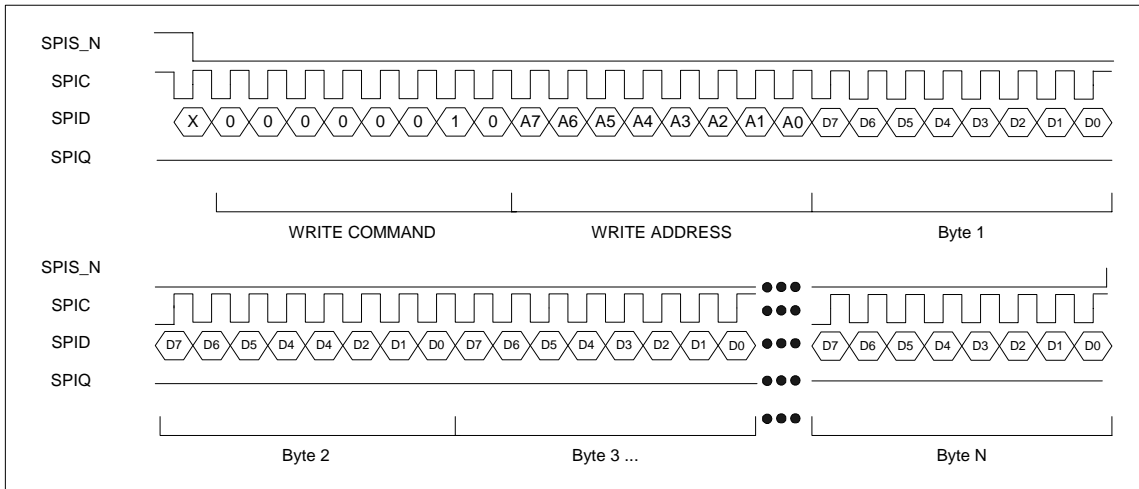 SPIS_N
SPIC
SPID X 0 0 0 0 0 0 1 0 A7 A6 A5 A4 A3 A2 A1 A0 D7 D6 D5 D4 D3 D2 D1 D0
SPIQ
WRITE COMMAND WRITE ADDRESS Byte 1
SPIS_N
SPIC
SPID D7 D6 D5 D4 D4 D2 D1 D0 D7 D6 D5 D4 D3 D2 D1 D0 D7 D6 D5 D4 D3 D2 D1 D0
SPIQ
Byte 2 Byte 3 ... Byte N